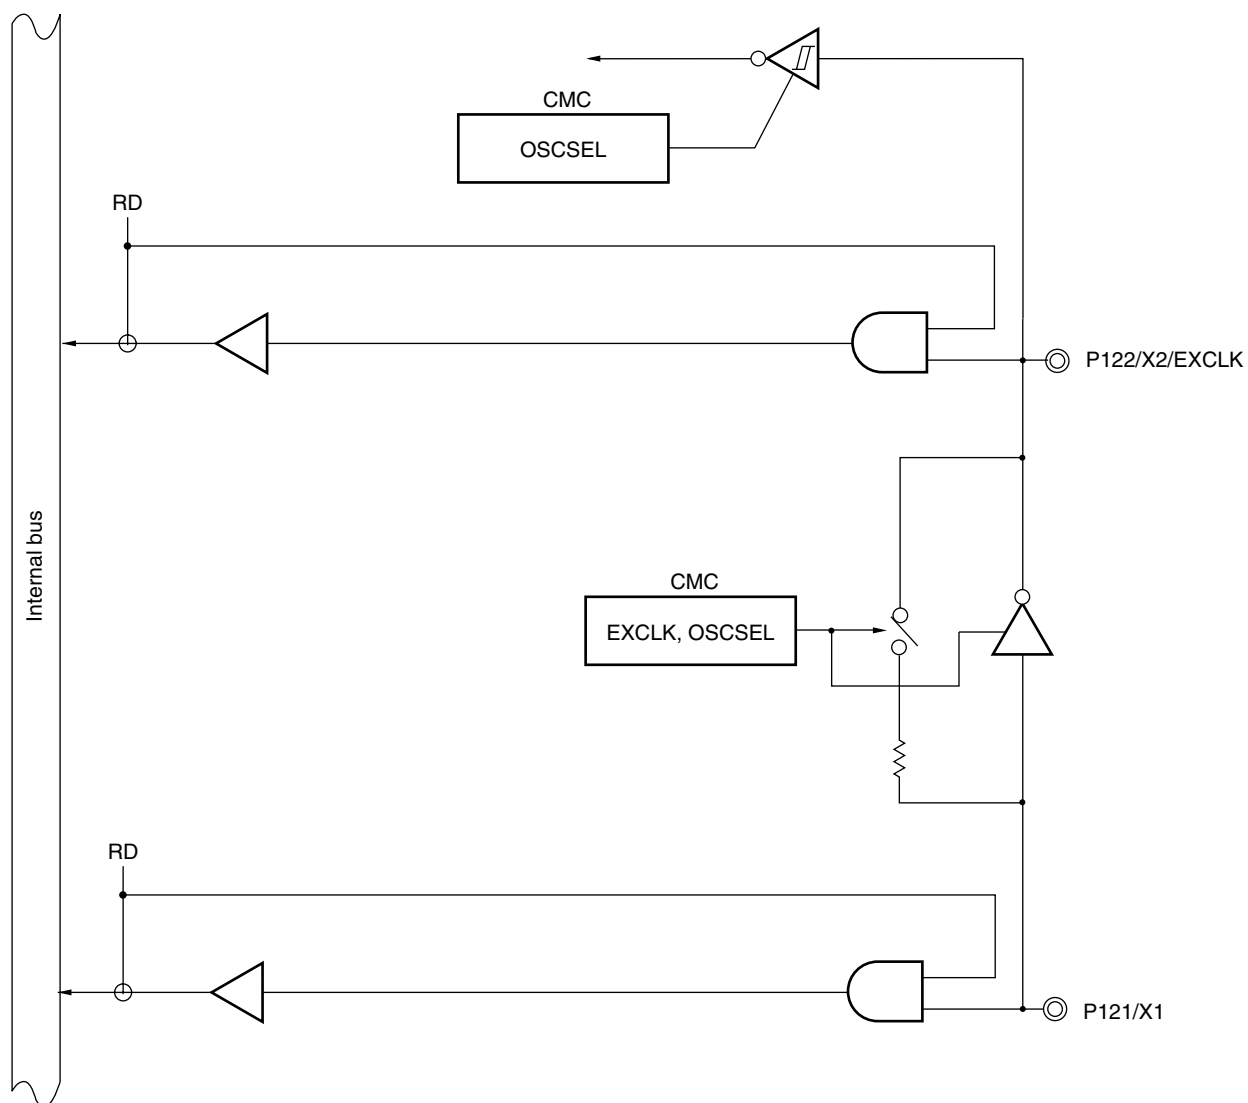 CMC
OSCSEL
RD
P122/X2/EXCLK
Internal bus
CMC
EXCLK, OSCSEL
RD
P121/X1